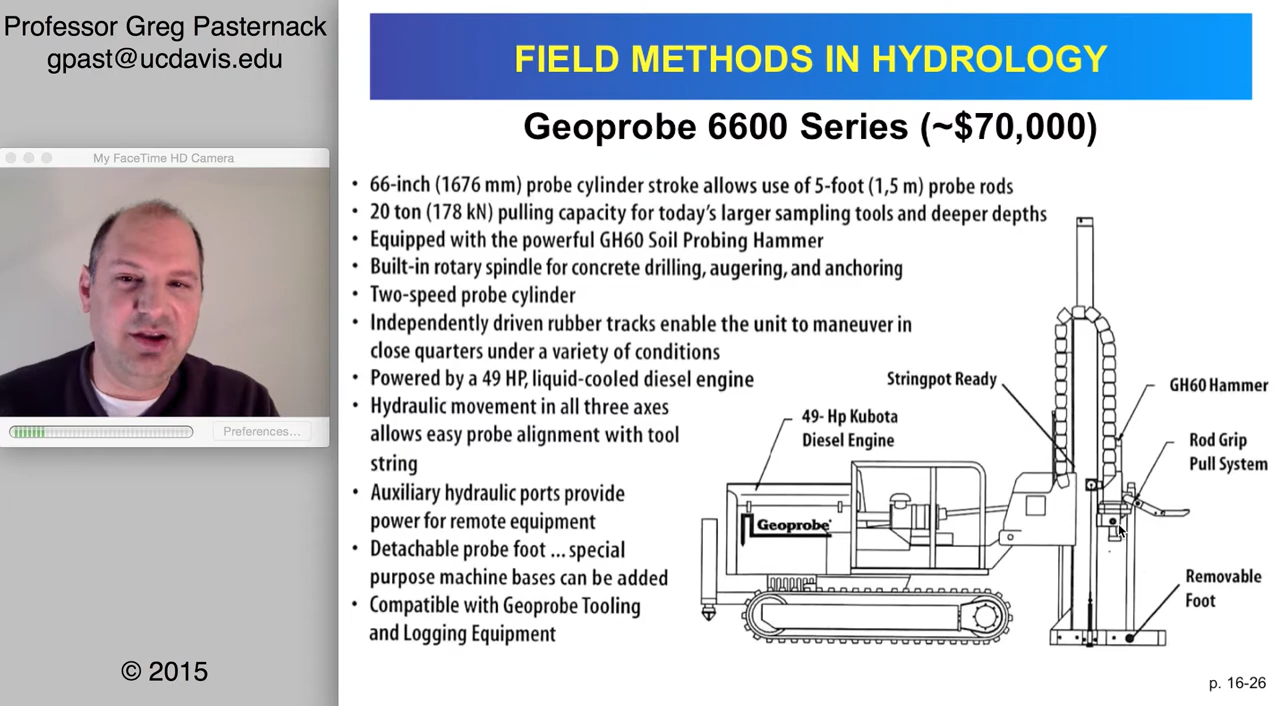 Professor Greg Pasternack
gpast@ucdavis.edu
My FaceTime HD Camera
Preferences...
© 2015
FIELD METHODS IN HYDROLOGY
Geoprobe 6600 Series (~$70,000)
• 66-inch (1676 mm) probe cylinder stroke allows use of 5-foot (1,5 m) probe rods
• 20 ton (178 kN) pulling capacity for today's larger sampling tools and deeper depths
• Equipped with the powerful GH60 Soil Probing Hammer
• Built-in rotary spindle for concrete drilling, augering, and anchoring
• Two-speed probe cylinder
• Independently driven rubber tracks enable the unit to maneuver in
close quarters under a variety of conditions
• Powered by a 49 HP, liquid-cooled diesel engine
• Hydraulic movement in all three axes
allows easy probe alignment with tool
string
• Auxiliary hydraulic ports provide
power for remote equipment
• Detachable probe foot ... special
purpose machine bases can be added
• Compatible with Geoprobe Tooling
and Logging Equipment
Stringpot Ready
GH60 Hammer
49- Hp Kubota
Diesel Engine
Rod Grip
Pull System
Geoprobe
Removable
Foot
p. 16-26